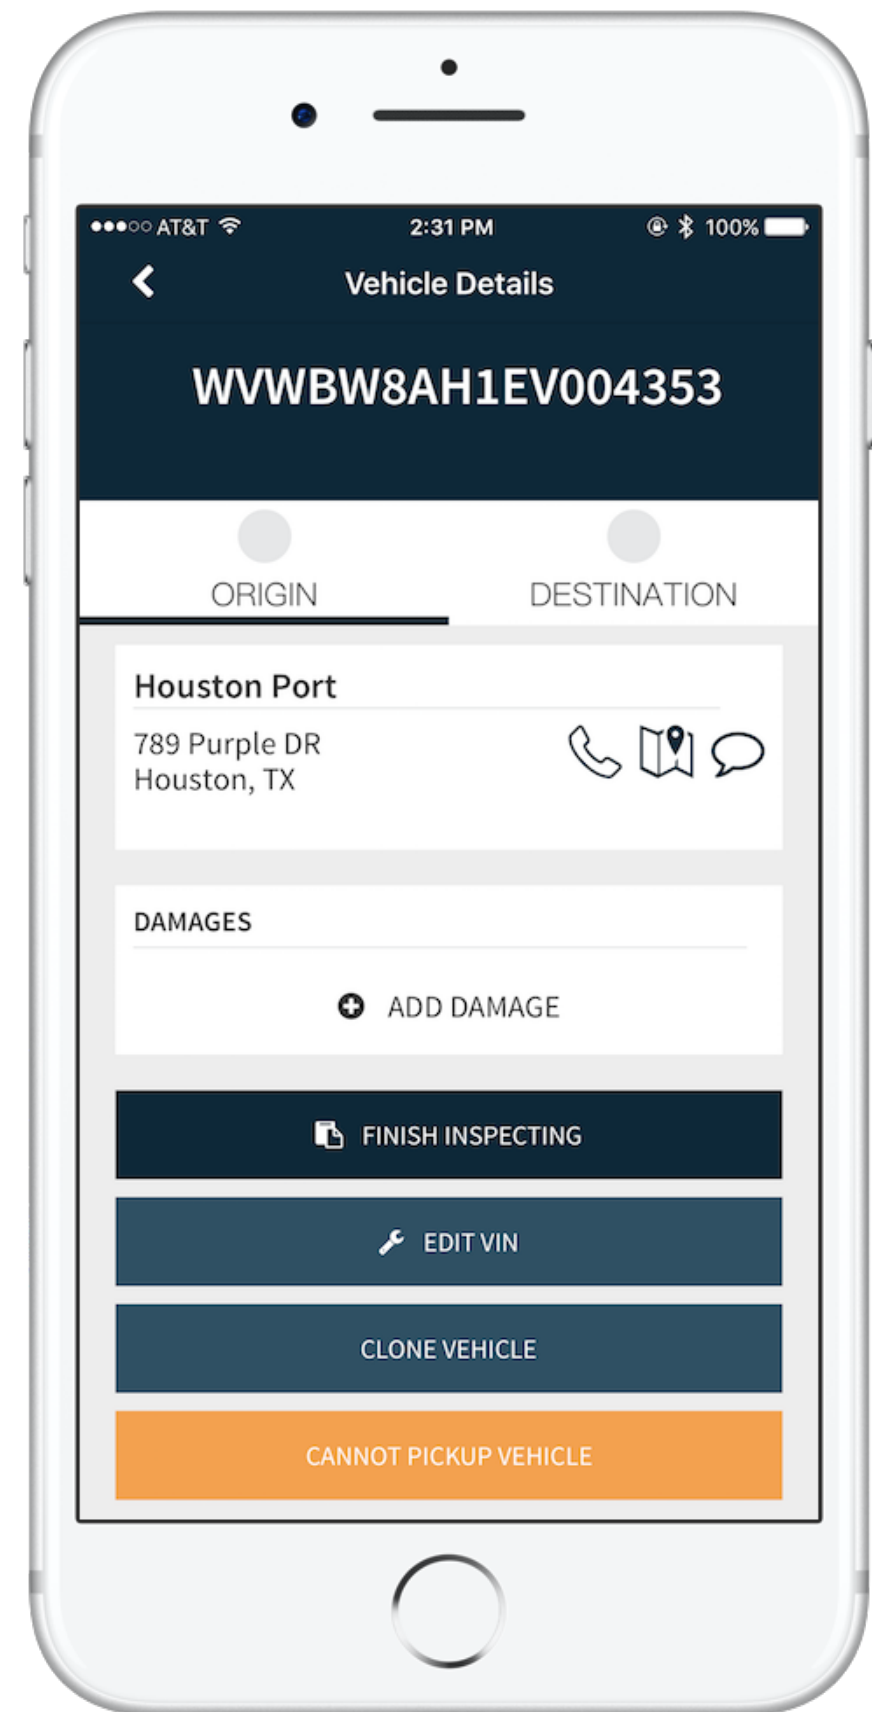 AT&T 2:31 PM 100%
Vehicle Details
WVWBW8AH1EV004353
ORIGIN DESTINATION
Houston Port
789 Purple DR
Houston, TX
DAMAGES
ADD DAMAGE
FINISH INSPECTING
EDIT VIN
CLONE VEHICLE
CANNOT PICKUP VEHICLE